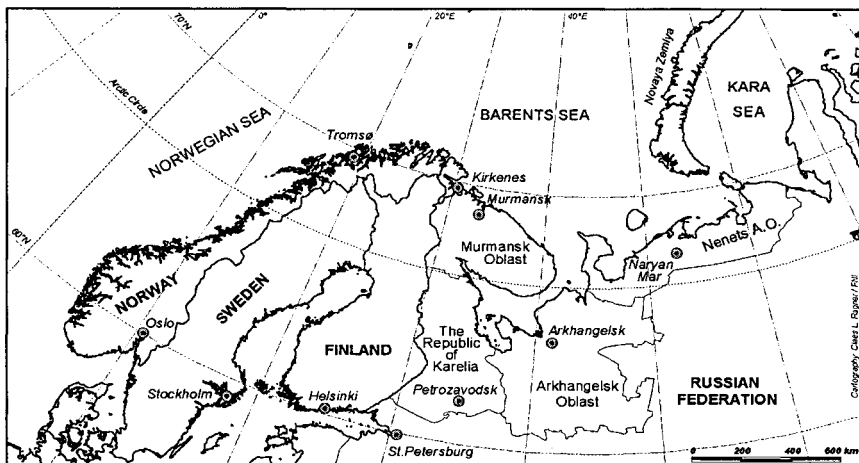 70°N
0°
20°E
40°E
Arctic Circle
NORWEGIAN SEA
Tromsø
BARENTS SEA
Novaya Zemlya
KARA
SEA
Kirkenes
Murmansk
Murmansk
Oblast
Nenets A.O.
Naryan
Mar
60°N
NORWAY
SWEDEN
Oslo
FINLAND
The
Republic
of
Karelia
Arkhangelsk
Stockholm
Helsinki
Petrozavodsk
Arkhangelsk
Oblast
RUSSIAN
FEDERATION
St.Petersburg
0 200 400 600 km
Cartography: Claes L. Ragner / FNI